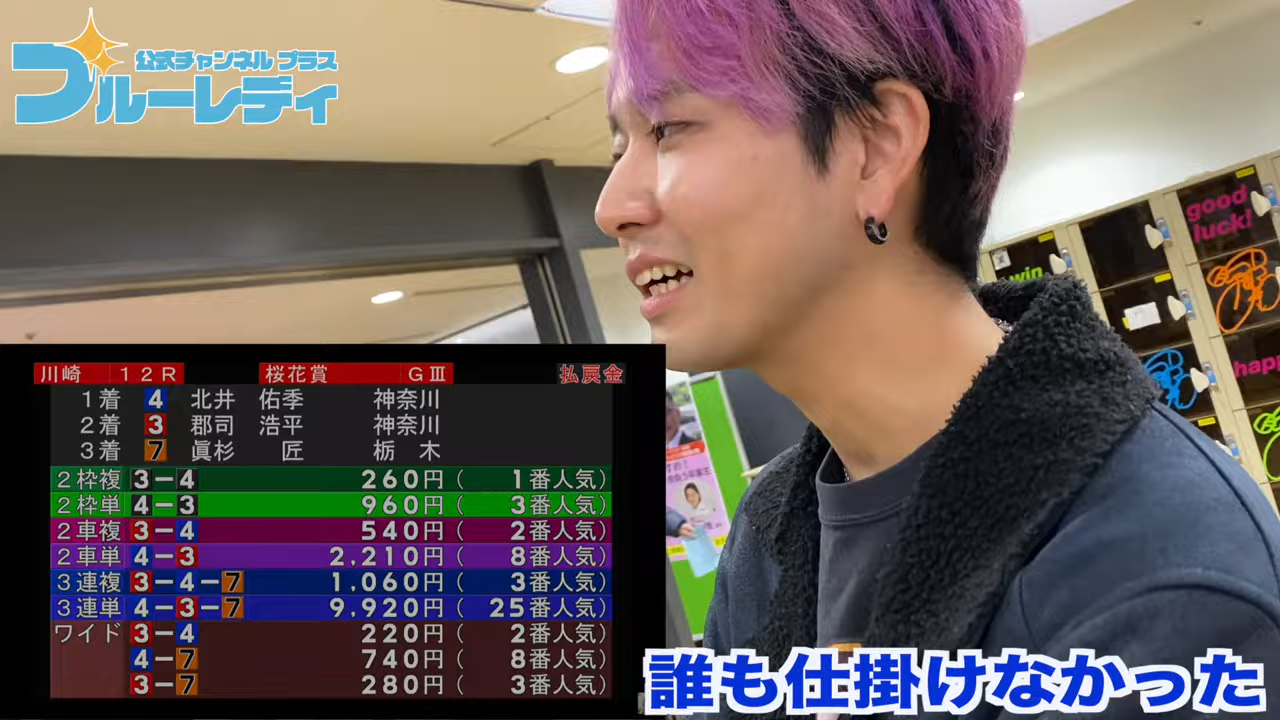 公式チャンネル プラス
ブルーレディ
good
luck!
win
happ
川崎 12R 桜花賞 GⅢ 払戻金
1着 4 北井 佑季 神奈川
2着 3 郡司 浩平 神奈川
3着 7 眞杉 匠 栃木
2枠複 3-4 260円( 1番人気)
2枠単 4-3 960円( 3番人気)
2車複 3-4 540円( 2番人気)
2車単 4-3 2,210円( 8番人気)
3連複 3-4-7 1,060円( 3番人気)
3連単 4-3-7 9,920円( 25番人気)
ワイド 3-4 220円( 2番人気)
4-7 740円( 8番人気)
3-7 280円( 3番人気)
誰も仕掛けなかった